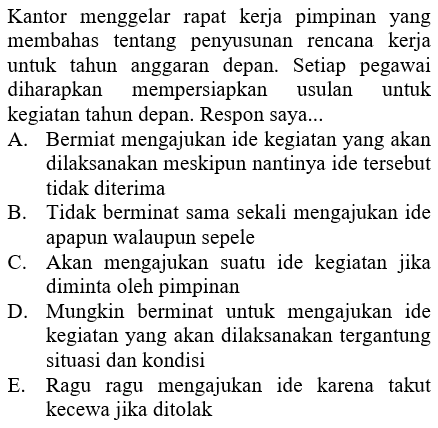 Kantor menggelar rapat kerja pimpinan yang
membahas tentang penyusunan rencana kerja
untuk tahun anggaran depan. Setiap pegawai
diharapkan mempersiapkan usulan untuk
kegiatan tahun depan. Respon saya...
A. Bermiat mengajukan ide kegiatan yang akan
dilaksanakan meskipun nantinya ide tersebut
tidak diterima
B. Tidak berminat sama sekali mengajukan ide
apapun walaupun sepele
C. Akan mengajukan suatu ide kegiatan jika
diminta oleh pimpinan
D. Mungkin berminat untuk mengajukan ide
kegiatan yang akan dilaksanakan tergantung
situasi dan kondisi
E. Ragu ragu mengajukan ide karena takut
kecewa jika ditolak